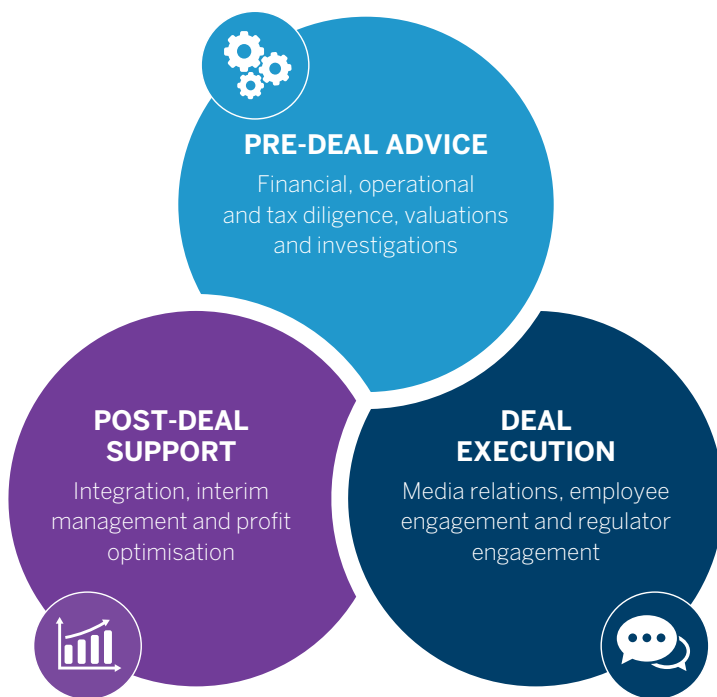 PRE-DEAL ADVICE
Financial, operational
and tax diligence, valuations
and investigations
POST-DEAL
SUPPORT
Integration, interim
management and profit
optimisation
DEAL
EXECUTION
Media relations, employee
engagement and regulator
engagement